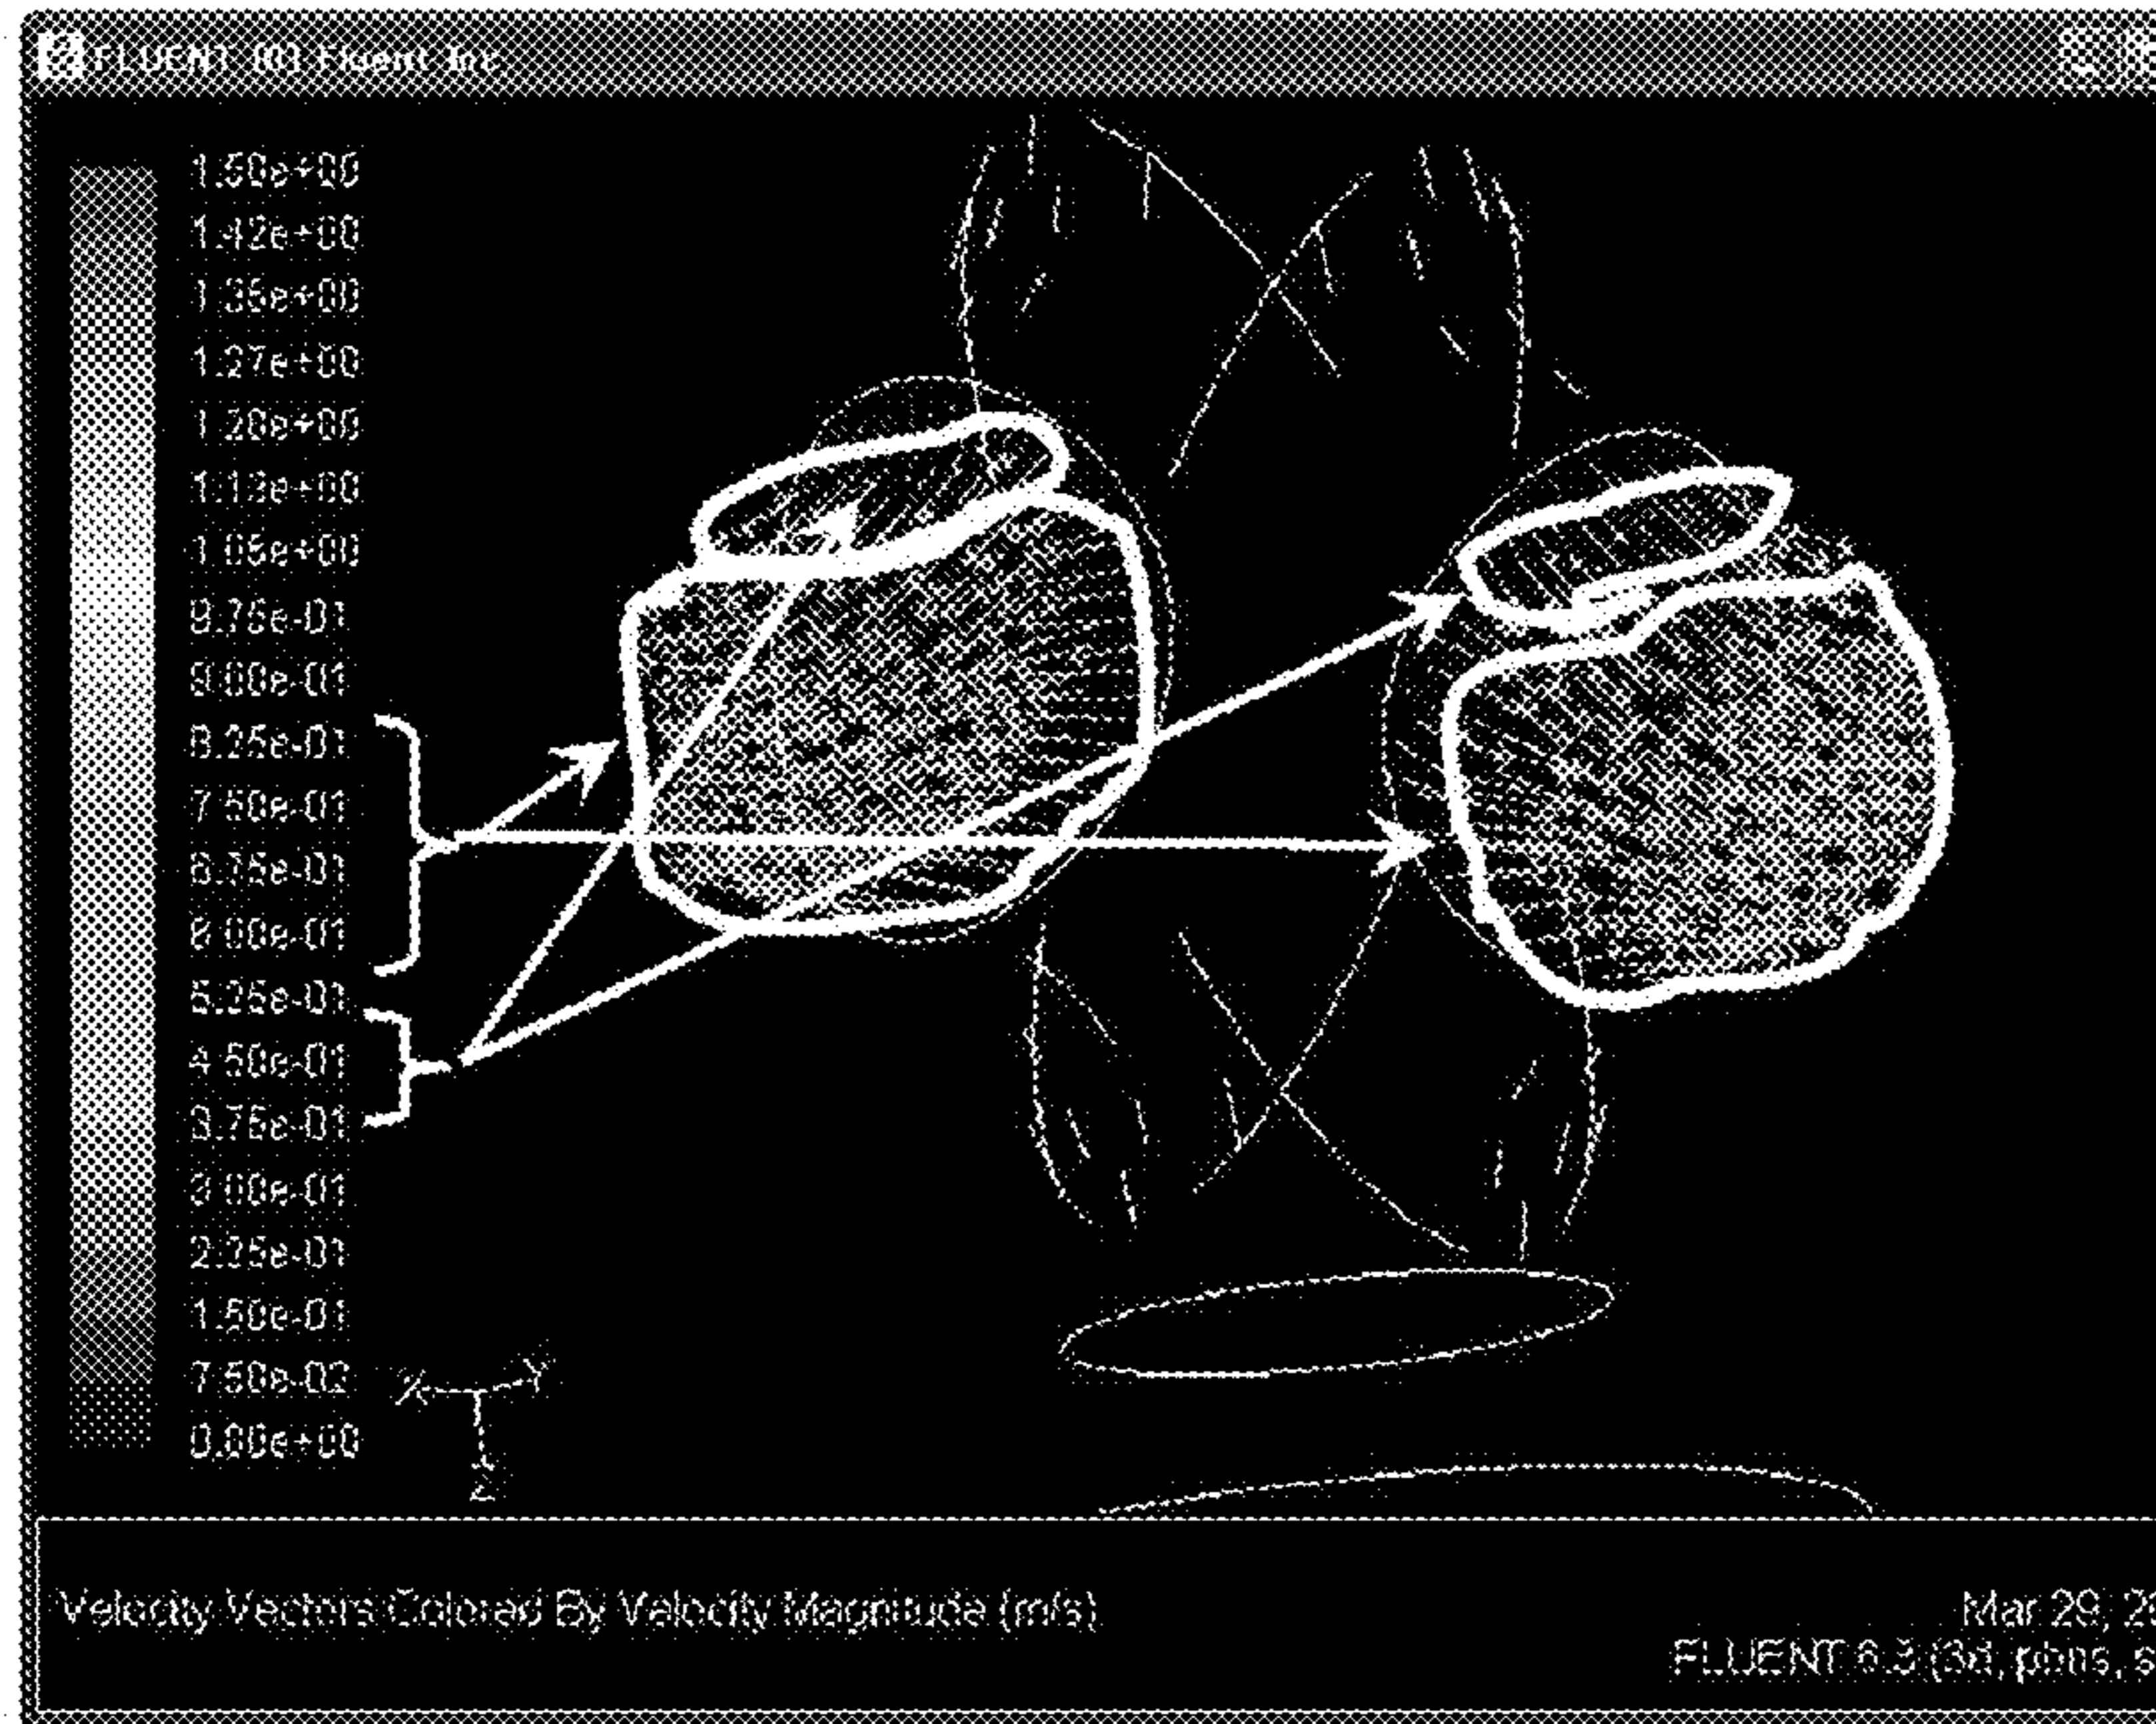 FLUENT [0] Fluent Inc
1.50e+00
1.42e+00
1.35e+00
1.27e+00
1.20e+00
1.13e+00
1.05e+00
9.75e-01
9.00e-01
8.25e-01
7.50e-01
6.75e-01
6.00e-01
5.25e-01
4.50e-01
3.75e-01
3.00e-01
2.25e-01
1.50e-01
7.50e-02
0.00e+00
X
Y
Z
Velocity Vectors Colored By Velocity Magnitude (m/s)
Mar 29, 20
FLUENT 6.3 (3d, pbns, s